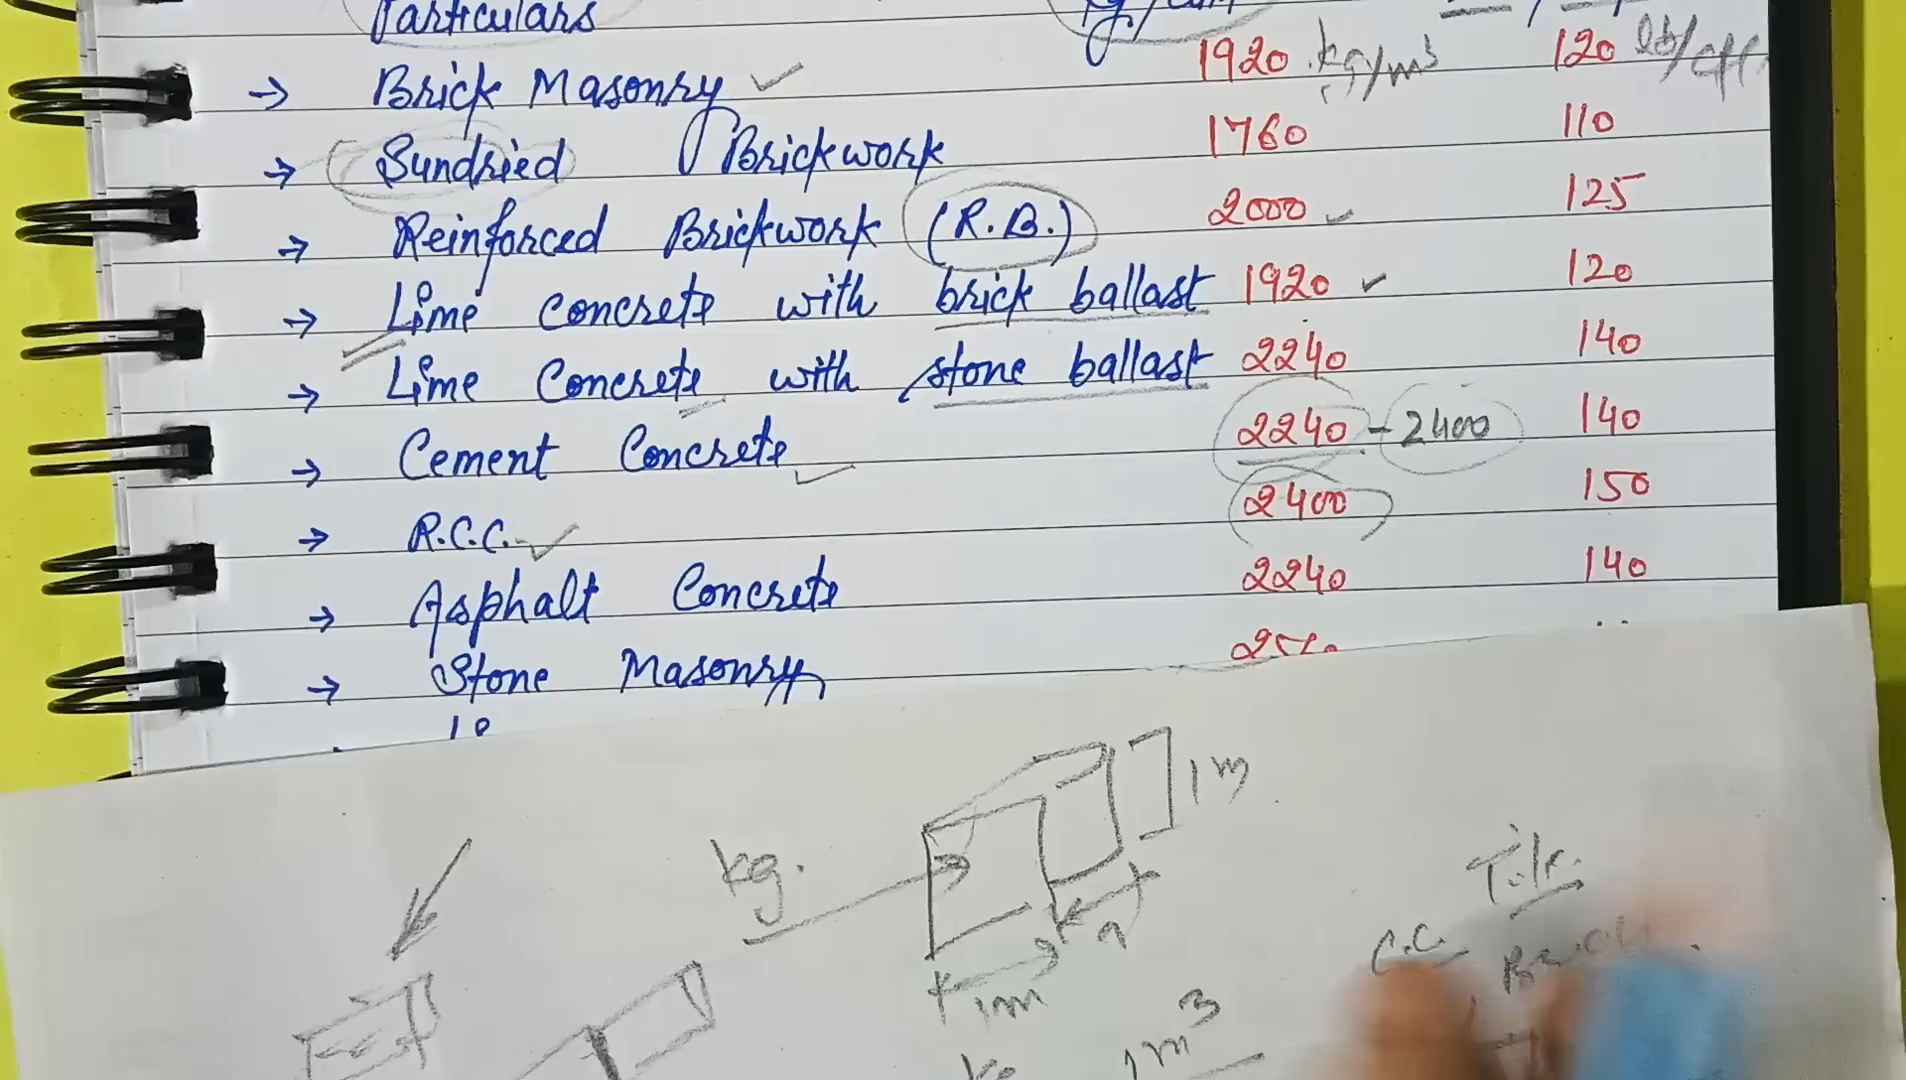 Particulars kg/cum
→ Brick Masonry 1920 kg/m³ 120 lb/cft
→ Sundried Brickwork 1760 110
→ Reinforced Brickwork (R.B.) 2000 125
→ Lime Concrete with brick ballast 1920 120
→ Lime Concrete with stone ballast 2240 140
→ Cement Concrete 2240 - 2400 140
→ R.C.C. 2400 150
→ Asphalt Concrete 2240 140
→ Stone Masonry
1m
kg.
C.C.
1m
1m³